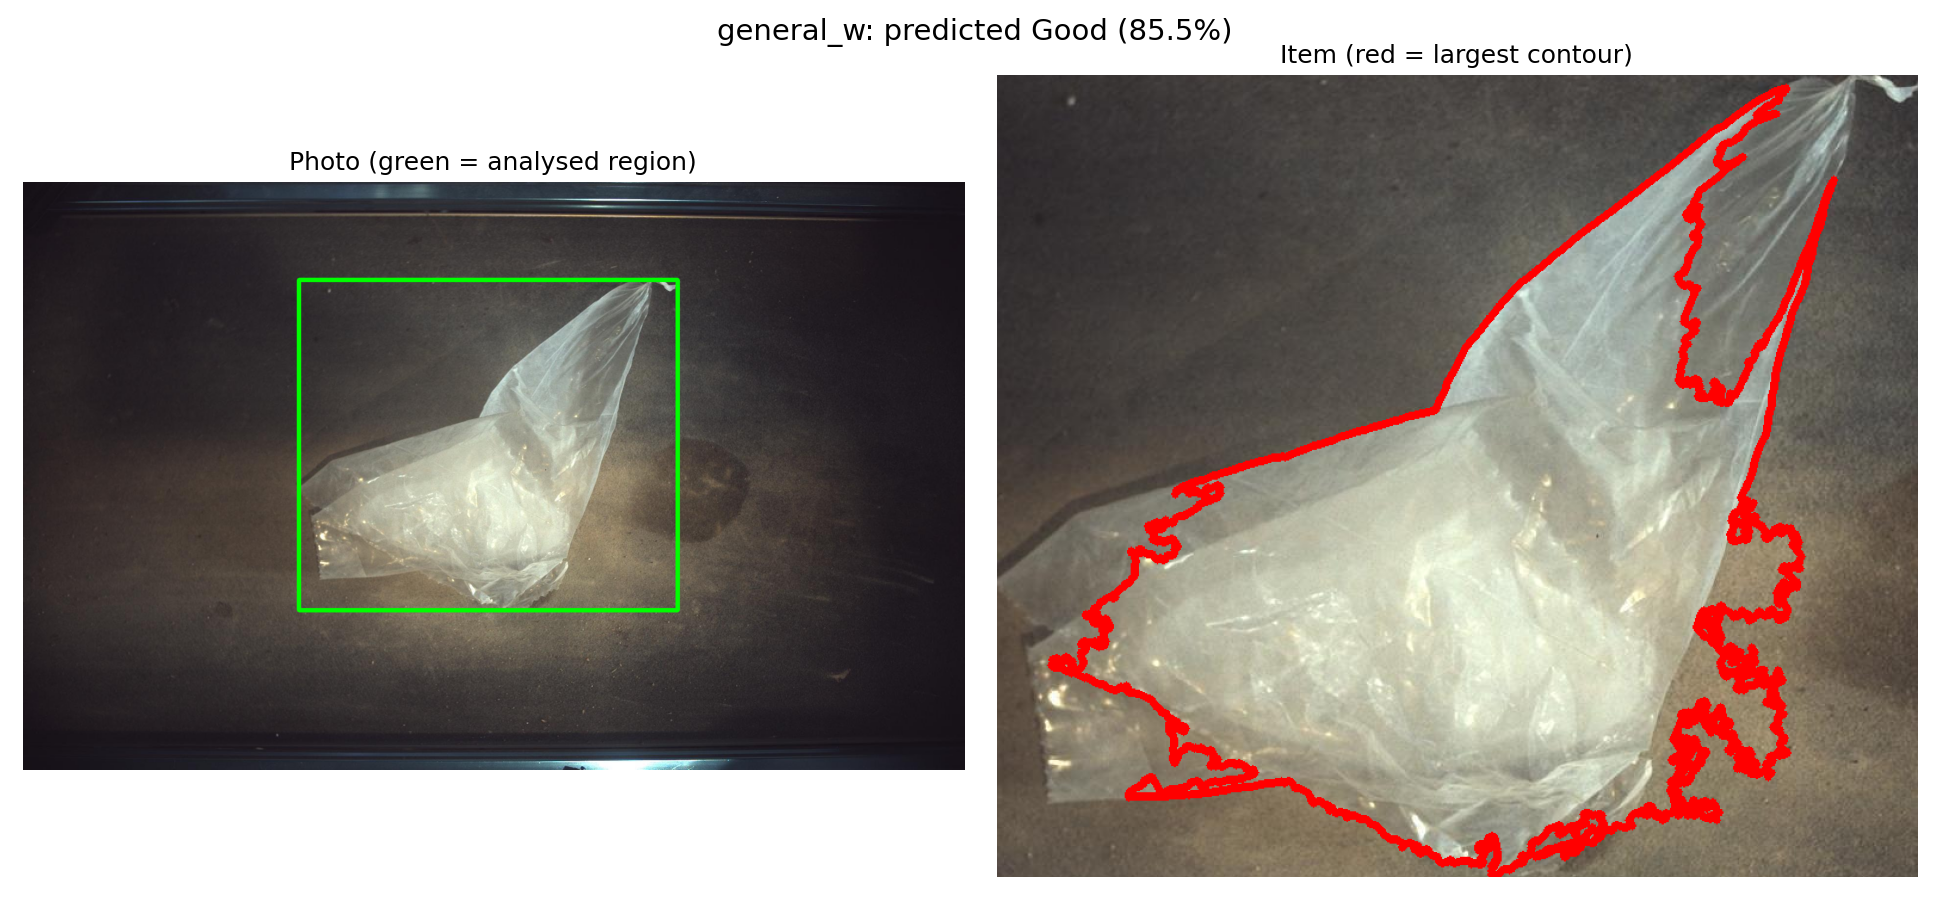 general_w: predicted Good (85.5%)
Item (red = largest contour)
Photo (green = analysed region)